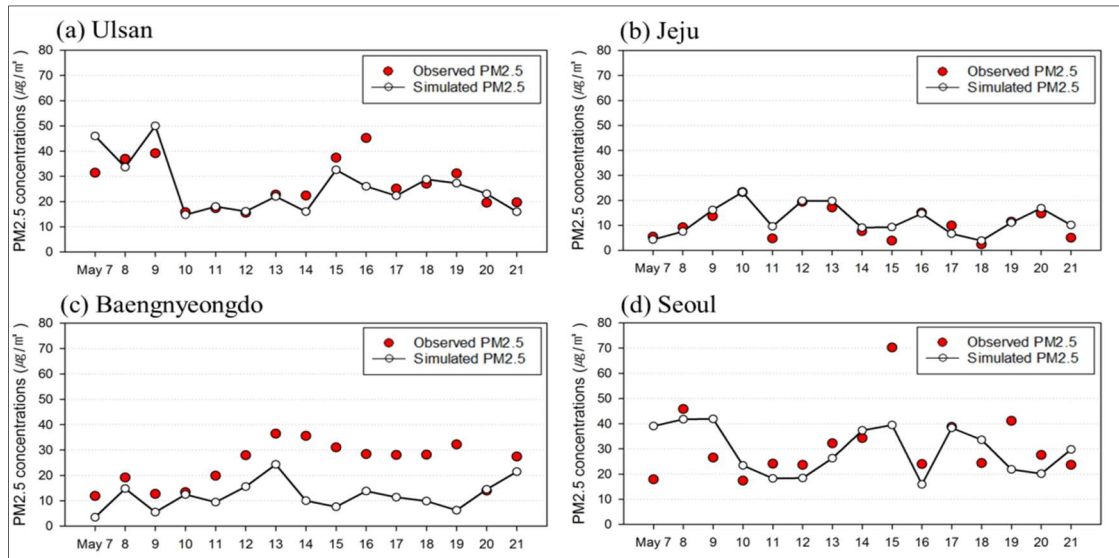 (a) Ulsan
PM2.5 concentrations (㎍/㎥)
80
70
60
50
40
30
20
10
0
Observed PM2.5
Simulated PM2.5
May 7 8 9 10 11 12 13 14 15 16 17 18 19 20 21
(b) Jeju
PM2.5 concentrations (㎍/㎥)
80
70
60
50
40
30
20
10
0
Observed PM2.5
Simulated PM2.5
May 7 8 9 10 11 12 13 14 15 16 17 18 19 20 21
(c) Baengnyeongdo
PM2.5 concentrations (㎍/㎥)
80
70
60
50
40
30
20
10
0
Observed PM2.5
Simulated PM2.5
May 7 8 9 10 11 12 13 14 15 16 17 18 19 20 21
(d) Seoul
PM2.5 concentrations (㎍/㎥)
80
70
60
50
40
30
20
10
0
Observed PM2.5
Simulated PM2.5
May 7 8 9 10 11 12 13 14 15 16 17 18 19 20 21